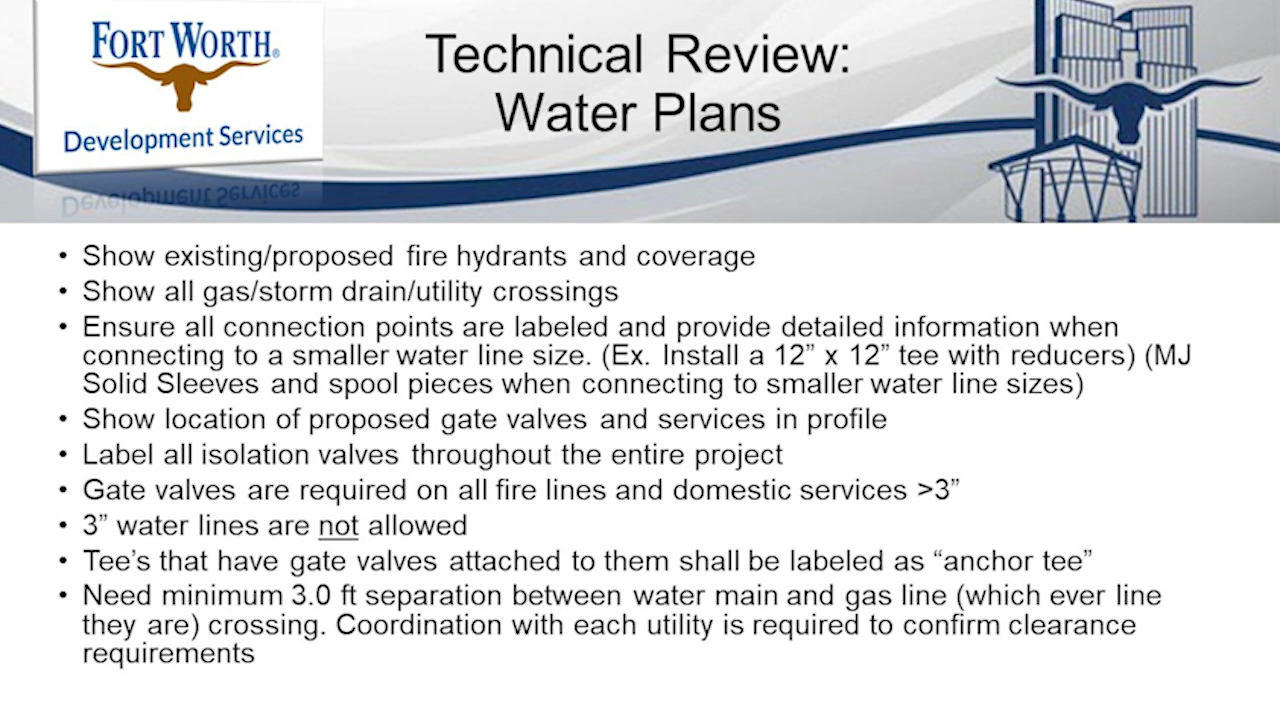 FORT WORTH®
Development Services
Technical Review:
Water Plans
• Show existing/proposed fire hydrants and coverage
• Show all gas/storm drain/utility crossings
• Ensure all connection points are labeled and provide detailed information when
connecting to a smaller water line size. (Ex. Install a 12” x 12” tee with reducers) (MJ
Solid Sleeves and spool pieces when connecting to smaller water line sizes)
• Show location of proposed gate valves and services in profile
• Label all isolation valves throughout the entire project
• Gate valves are required on all fire lines and domestic services >3”
• 3” water lines are not allowed
• Tee’s that have gate valves attached to them shall be labeled as “anchor tee”
• Need minimum 3.0 ft separation between water main and gas line (which ever line
they are) crossing. Coordination with each utility is required to confirm clearance
requirements